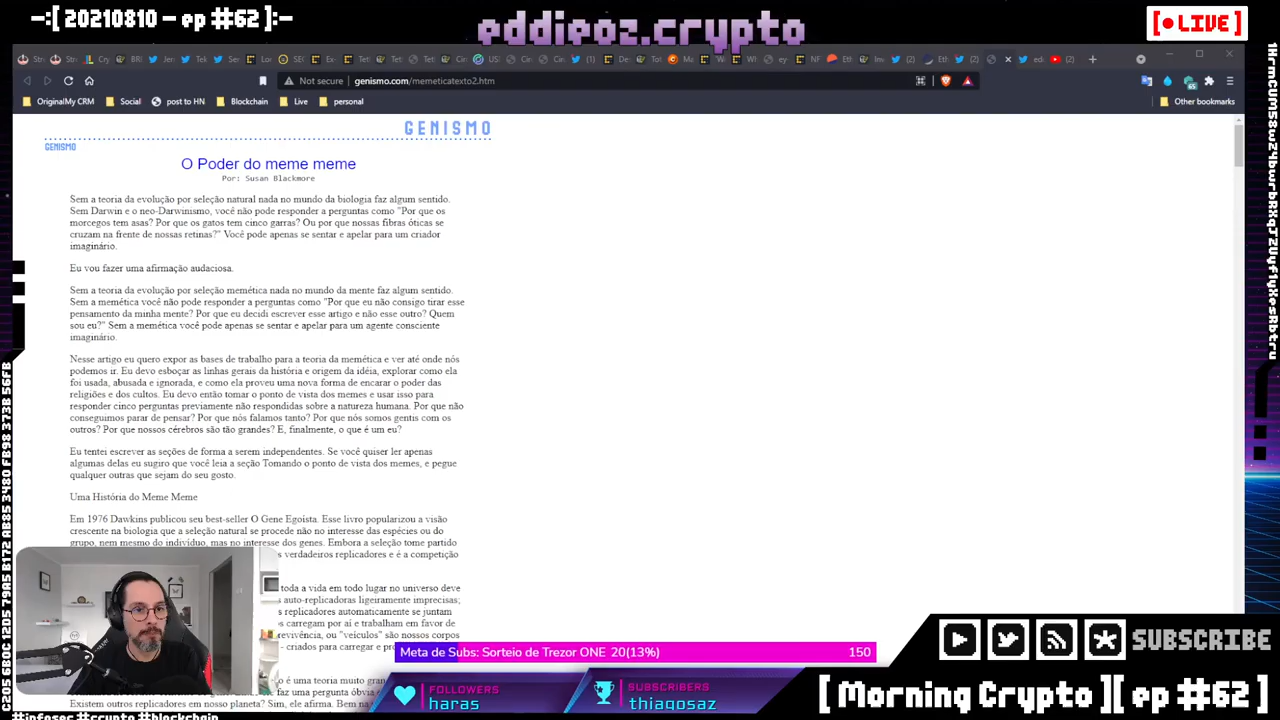 -:[ 20210810 - ep #62 ]:-
eddieoz.crypto
[ LIVE ]
Not secure genismo.com/memeticatexto2.htm
OriginalMy CRM Social post to HN Blockchain Live personal Other bookmarks
GENISMO
GENISMO
O Poder do meme meme
Por: Susan Blackmore
Sem a teoria da evolução por seleção natural nada no mundo da biologia faz algum sentido.
Sem Darwin e o neo-Darwinismo, você não pode responder a perguntas como "Por que os
morcegos tem asas? Por que os gatos tem cinco garras? Ou por que nossas fibras óticas se
cruzam na frente de nossas retinas?" Você pode apenas se sentar e apelar para um criador
imaginário.
Eu vou fazer uma afirmação audaciosa.
Sem a teoria da evolução por seleção memética nada no mundo da mente faz algum sentido.
Sem a memética você não pode responder a perguntas como "Por que eu não consigo tirar esse
pensamento da minha mente? Por que eu decidi escrever esse artigo e não esse outro? Quem
sou eu?" Sem a memética você pode apenas se sentar e apelar para um agente consciente
imaginário.
Nesse artigo eu quero expor as bases de trabalho para a teoria da memética e ver até onde nós
podemos ir. Eu devo esboçar as linhas gerais da história e origem da idéia, explorar como ela
foi usada, abusada e ignorada, e como ela proveu uma nova forma de encarar o poder das
religiões e dos cultos. Eu devo então tomar o ponto de vista dos memes e usar isso para
responder cinco perguntas previamente não respondidas sobre a natureza humana. Por que não
conseguimos parar de pensar? Por que nós falamos tanto? Por que nós somos gentis com os
outros? Por que nossos cérebros são tão grandes? E, finalmente, o que é um eu?
Eu tentei escrever as seções de forma a serem independentes. Se você quiser ler apenas
algumas delas eu sugiro que você leia a seção Tomando o ponto de vista dos memes, e pegue
qualquer outras que sejam do seu gosto.
Uma História do Meme Meme
Em 1976 Dawkins publicou seu best-seller O Gene Egoista. Esse livro popularizou a visão
crescente na biologia que a seleção natural se procede não no interesse das espécies ou do
grupo, nem mesmo do indivíduo, mas no interesse dos genes. Embora a seleção tome partido
verdadeiros replicadores e é a competição
toda a vida em todo lugar no universo deve
auto-replicadoras ligeiramente imprecisas;
replicadores automaticamente se juntam
carregam por aí e trabalham em favor de
ou "veículos" são nossos corpos
- criados para carregar e
Meta de Subs: Sorteio de Trezor ONE 20(13%) 150
é uma teoria muito
faz uma pergunta
Existem outros replicadores em nosso planeta? Sim, ele afirma.
FOLLOWERS
haras
SUBSCRIBERS
thiagosaz
SUBSCRIBE
[ Morning Crypto ][ ep #62 ]
#infosec #crypto #blockchain